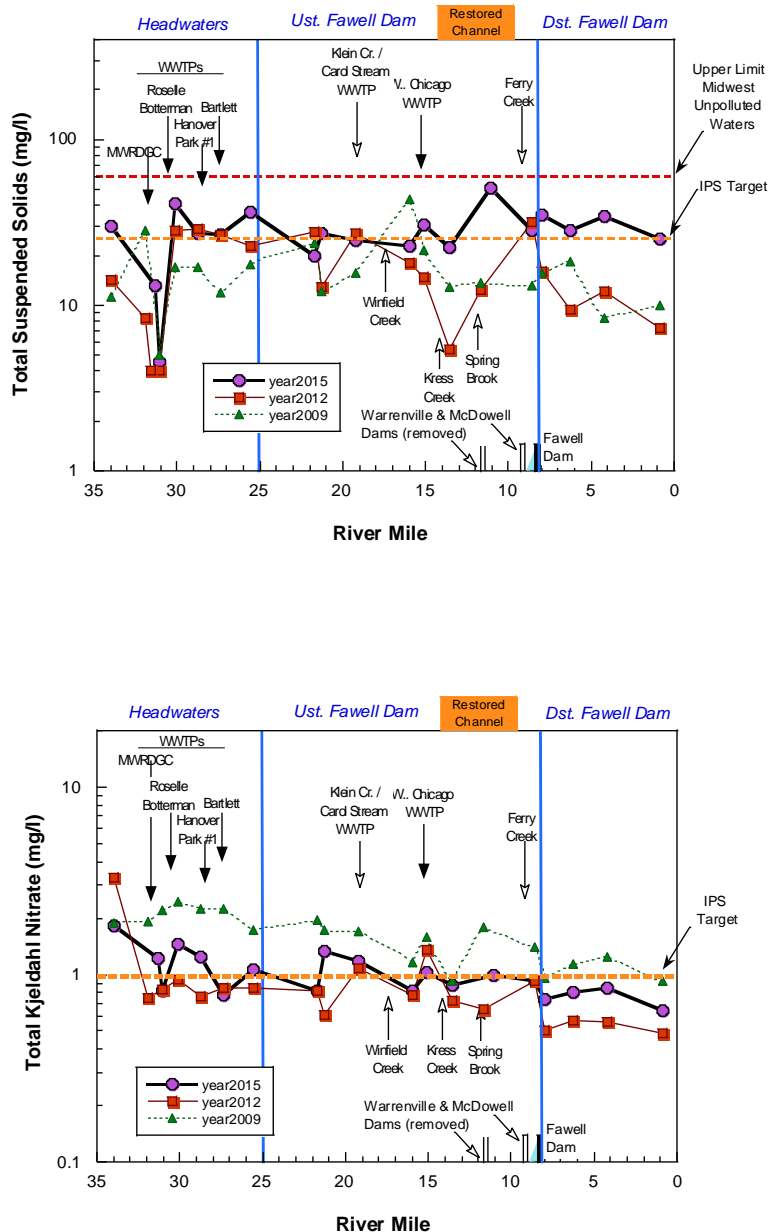 Headwaters
Ust. Fawell Dam
Restored
Channel
Dst. Fawell Dam
WWTPs
Roselle
Botterman
Bartlett
Hanover
Park #1
MWRDGC
Klein Cr. /
Carol Stream
WWTP
W. Chicago
WWTP
Ferry
Creek
Upper Limit
Midwest
Unpolluted
Waters
IPS Target
Total Suspended Solids (mg/l)
100
10
1
Winfield
Creek
Kress
Creek
Spring
Brook
year2015
year2012
year2009
Warrenville & McDowell
Dams (removed)
Fawell
Dam
35 30 25 20 15 10 5 0
River Mile
Headwaters
Ust. Fawell Dam
Restored
Channel
Dst. Fawell Dam
WWTPs
MWRDGC
Roselle
Botterman
Bartlett
Hanover
Park #1
Klein Cr. /
Carol Stream
WWTP
W.. Chicago
WWTP
Ferry
Creek
IPS
Target
Total Kjeldahl Nitrate (mg/l)
10
1
0.1
Winfield
Creek
Kress
Creek
Spring
Brook
year2015
year2012
year2009
Warrenville & McDowell
Dams (removed)
Fawell
Dam
35 30 25 20 15 10 5 0
River Mile